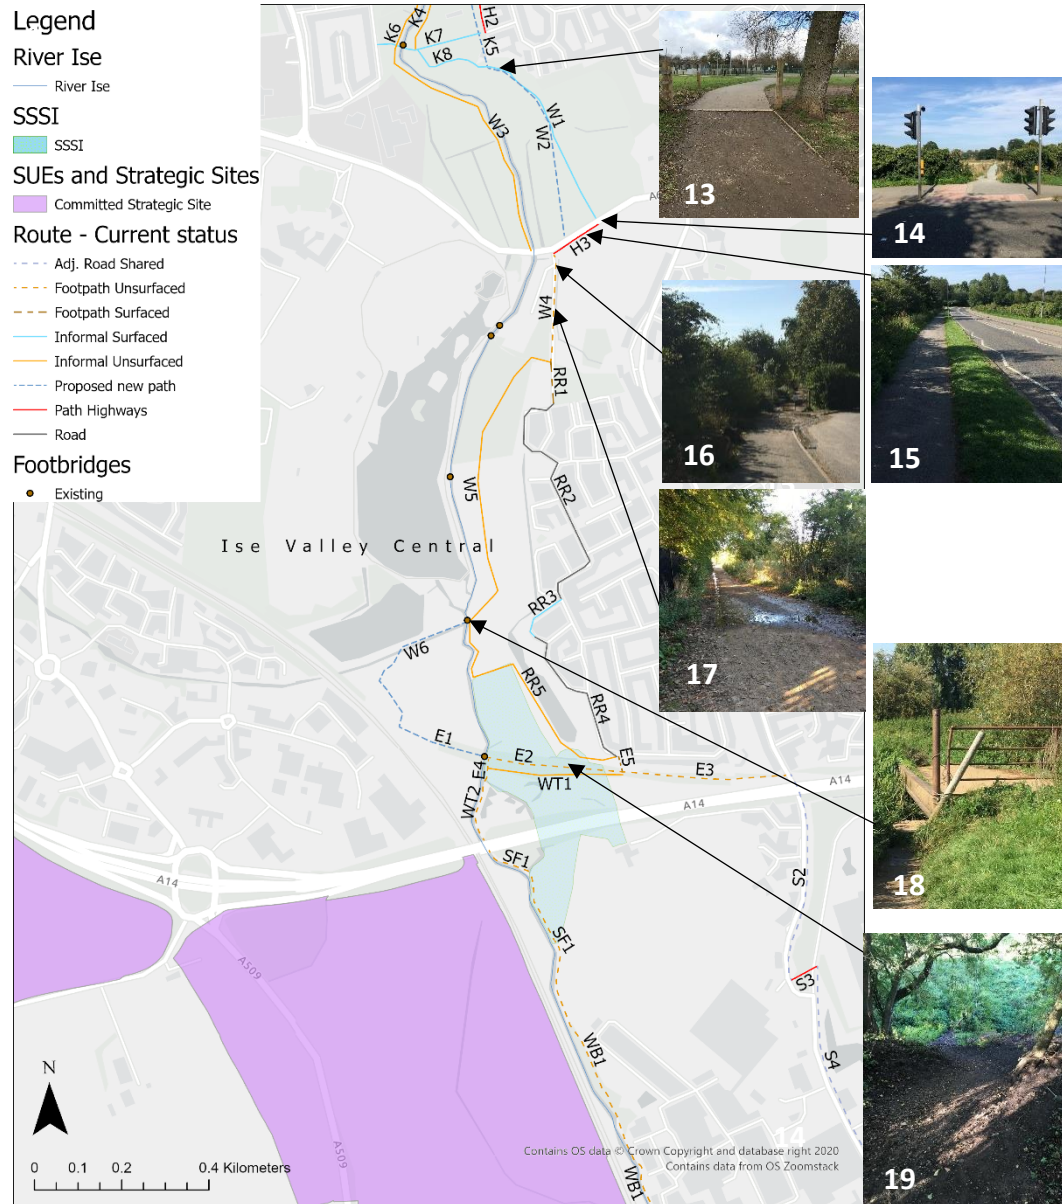 Legend
River Ise
River Ise
SSSI
SSSI
SUEs and Strategic Sites
Committed Strategic Site
Route - Current status
Adj. Road Shared
Footpath Unsurfaced
Footpath Surfaced
Informal Surfaced
Informal Unsurfaced
Proposed new path
Path Highways
Road
Footbridges
Existing
K6
K4
H2
K7
K5
K8
W3
W1
W2
H3
W4
RR1
RR2
W5
Ise Valley Central
RR3
W6
RR5
RR4
E1
E2
E5
E3
E4
WT1
WT2
A14
A14
SF1
SF1
S2
S3
S4
A509
A509
WB1
WB1
N
0 0.1 0.2 0.4 Kilometers
14
Contains OS data © Crown Copyright and database right 2020
Contains data from OS Zoomstack
13
14
15
16
17
18
19